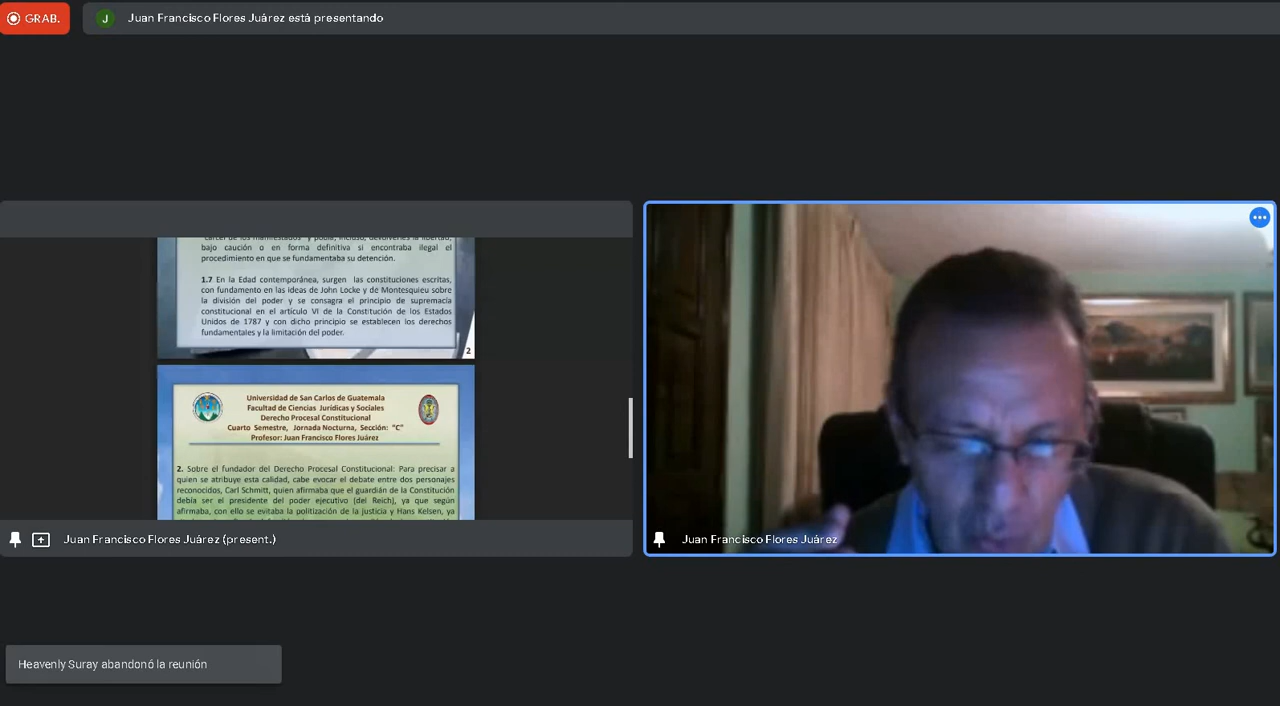 GRAB.
J
Juan Francisco Flores Juárez está presentando
cárcel de los manifestados y podía, incluso, devolverles la libertad,
bajo caución o en forma definitiva si encontraba ilegal el
procedimiento en que se fundamentaba su detención.
1.7 En la Edad contemporánea, surgen las constituciones escritas,
con fundamento en las ideas de John Locke y de Montesquieu sobre
la división del poder y se consagra el principio de supremacía
constitucional en el artículo VI de la Constitución de los Estados
Unidos de 1787 y con dicho principio se establecen los derechos
fundamentales y la limitación del poder.
2
Universidad de San Carlos de Guatemala
Facultad de Ciencias Jurídicas y Sociales
Derecho Procesal Constitucional
Cuarto Semestre, Jornada Nocturna, Sección: "C"
Profesor: Juan Francisco Flores Juárez
2. Sobre el fundador del Derecho Procesal Constitucional: Para precisar a
quien se atribuye esta calidad, cabe evocar el debate entre dos personajes
reconocidos, Carl Schmitt, quien afirmaba que el guardián de la Constitución
debía ser el presidente del poder ejecutivo (del Reich), ya que según
afirmaba, con ello se evitaba la politización de la justicia y Hans Kelsen, ya
Juan Francisco Flores Juárez (present.)
Juan Francisco Flores Juárez
Heavenly Suray abandonó la reunión